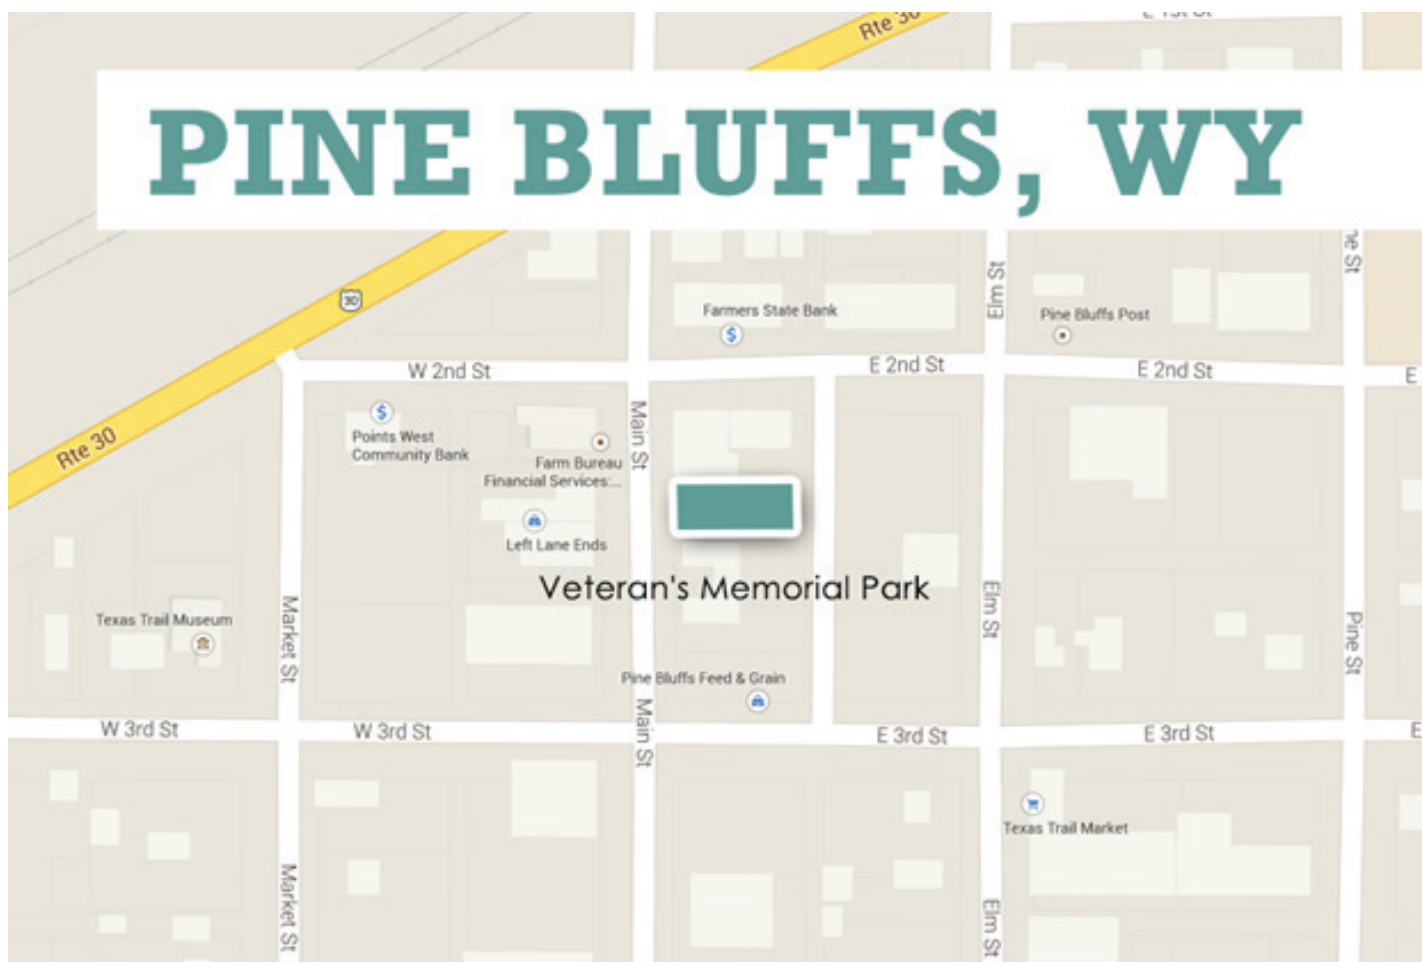 Rte 30
E 1st St
PINE BLUFFS, WY
30
Farmers State Bank
Elm St
Pine Bluffs Post
W 2nd St
E 2nd St
E 2nd St
E
Rte 30
Points West
Community Bank
Main St
Farm Bureau
Financial Services:...
Left Lane Ends
Veteran's Memorial Park
Texas Trail Museum
Market St
Elm St
Pine St
Pine Bluffs Feed & Grain
W 3rd St
W 3rd St
Main St
E 3rd St
E 3rd St
E
Texas Trail Market
Market St
Elm St